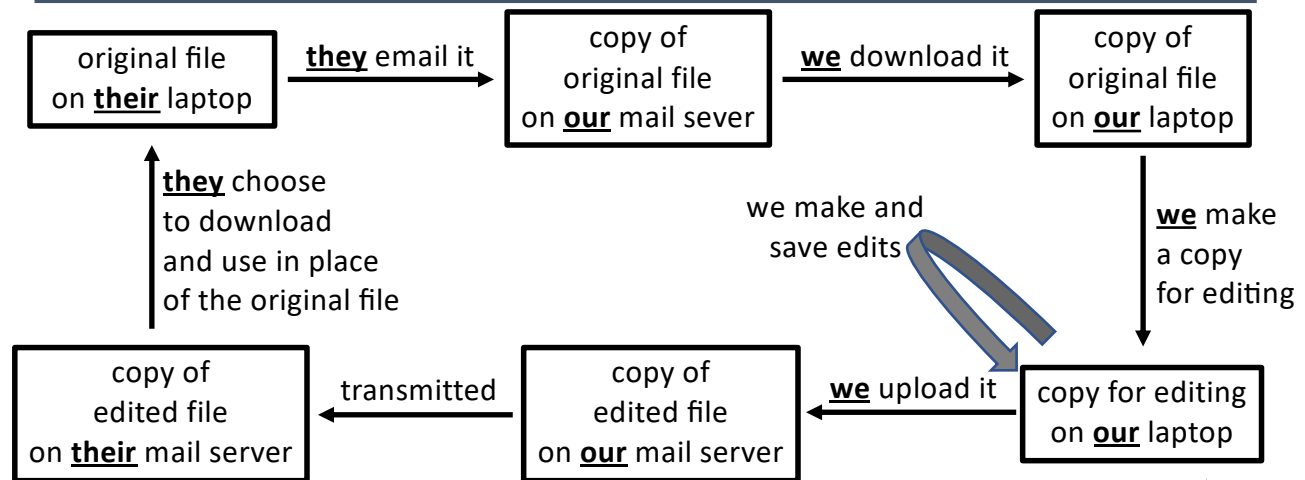 original file
on their laptop
they email it
copy of
original file
on our mail sever
we download it
copy of
original file
on our laptop
we make
a copy
for editing
we make and
save edits
copy for editing
on our laptop
we upload it
copy of
edited file
on our mail server
transmitted
copy of
edited file
on their mail server
they choose
to download
and use in place
of the original file